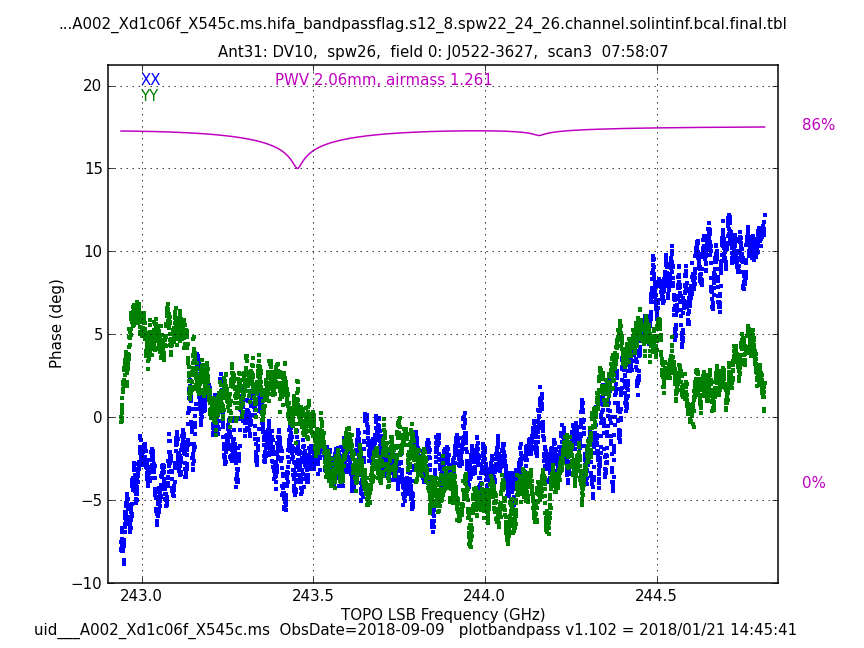 ...A002_Xd1c06f_X545c.ms.hifa_bandpassflag.s12_8.spw22_24_26.channel.solintinf.bcal.final.tbl
Ant31: DV10,  spw26,  field 0: J0522-3627,  scan3  07:58:07
XX
YY
PWV 2.06mm, airmass 1.261
86%
0%
20
15
10
5
0
−5
−10
Phase (deg)
243.0
243.5
244.0
244.5
TOPO LSB Frequency (GHz)
uid___A002_Xd1c06f_X545c.ms  ObsDate=2018-09-09   plotbandpass v1.102 = 2018/01/21 14:45:41